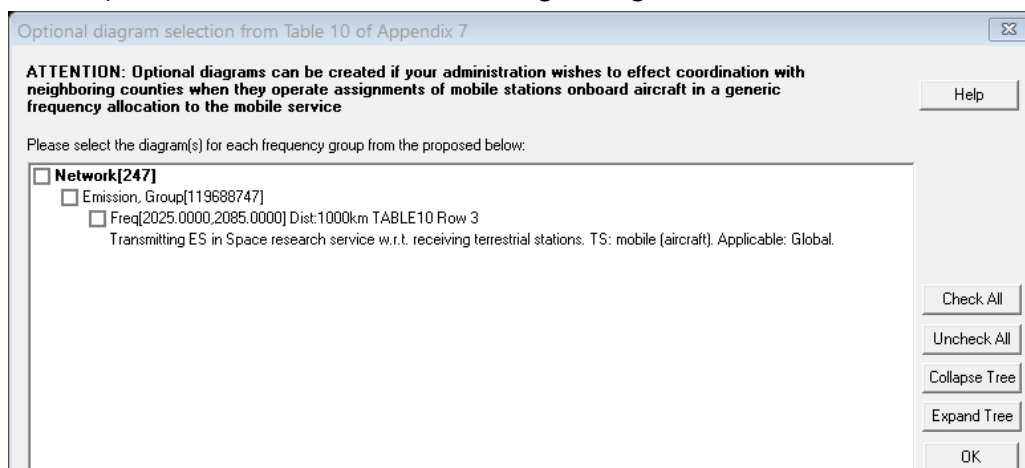 Optional diagram selection from Table 10 of Appendix 7
ATTENTION: Optional diagrams can be created if your administration wishes to effect coordination with
neighboring counties when they operate assignments of mobile stations onboard aircraft in a generic
frequency allocation to the mobile service
Help
Please select the diagram(s) for each frequency group from the proposed below:
Network[247]
Emission, Group[119688747]
Freq[2025.0000,2085.0000] Dist:1000km TABLE10 Row 3
Transmitting ES in Space research service w.r.t. receiving terrestrial stations. TS: mobile (aircraft). Applicable: Global.
Check All
Uncheck All
Collapse Tree
Expand Tree
OK